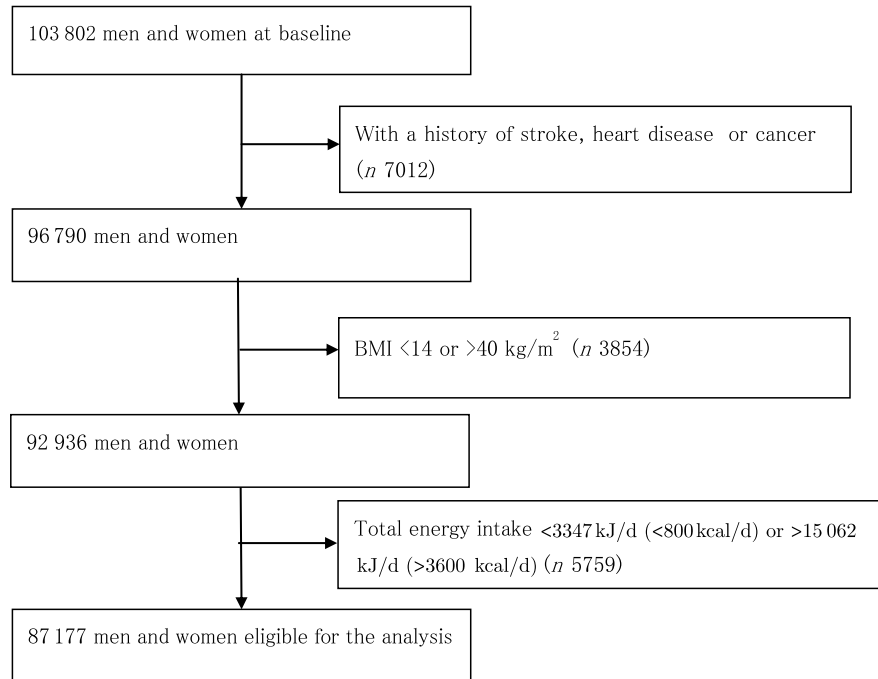 103 802 men and women at baseline
With a history of stroke, heart disease or cancer
(n 7012)
96 790 men and women
BMI <14 or >40 kg/m²  (n 3854)
92 936 men and women
Total energy intake <3347 kJ/d (<800 kcal/d) or >15 062
kJ/d (>3600 kcal/d) (n 5759)
87 177 men and women eligible for the analysis